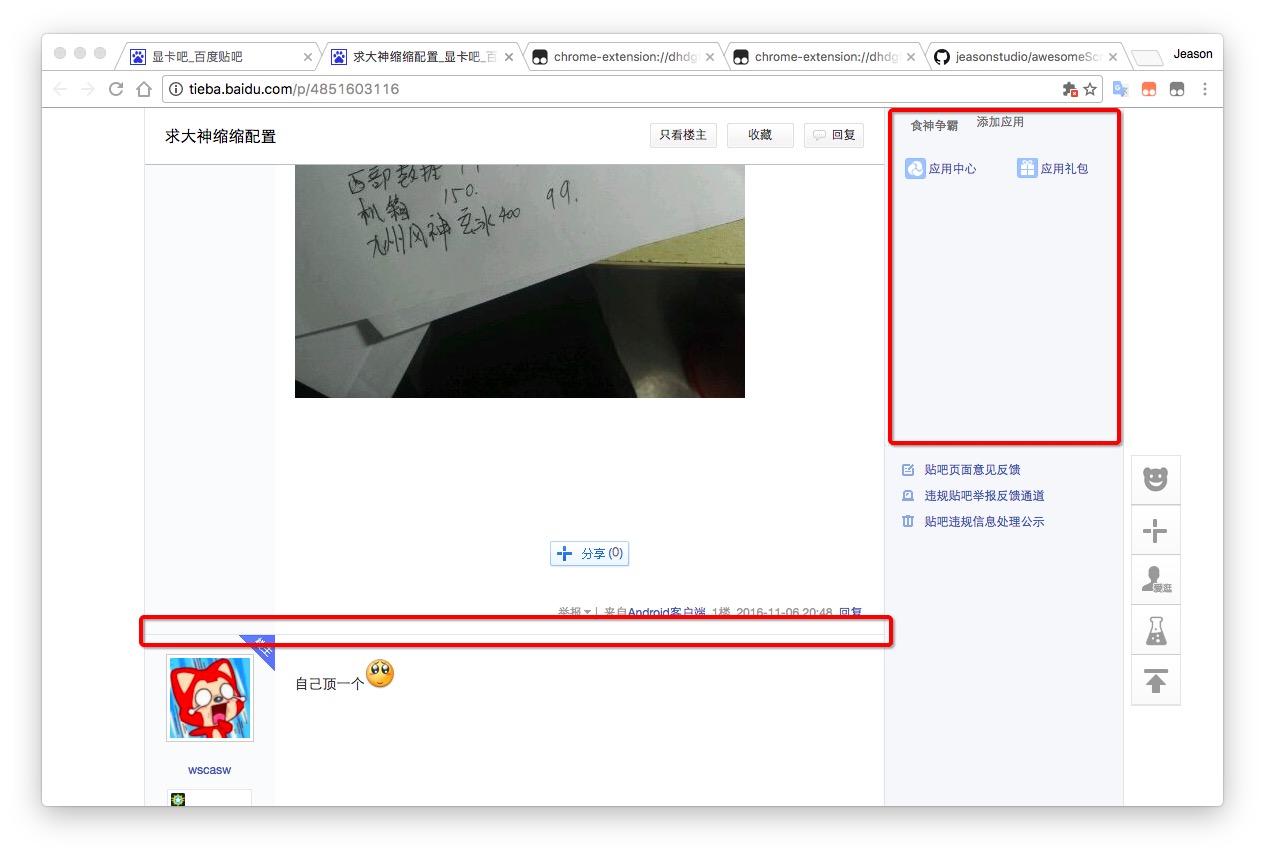 显卡吧_百度贴吧
求大神缩缩配置_显卡吧_百
chrome-extension://dhdg
chrome-extension://dhdg
jeasonstudio/awesomeScr
Jeason
tieba.baidu.com/p/4851603116
求大神缩缩配置
只看楼主
收藏
回复
食神争霸
添加应用
应用中心
应用礼包
西部数据
机箱 150.
九州风神玄冰400 99.
贴吧页面意见反馈
违规贴吧举报反馈通道
贴吧违规信息处理公示
爱逛
分享(0)
举报 | 来自Android客户端 1楼 2016-11-06 20:48 回复
楼主
自己顶一个
wscasw